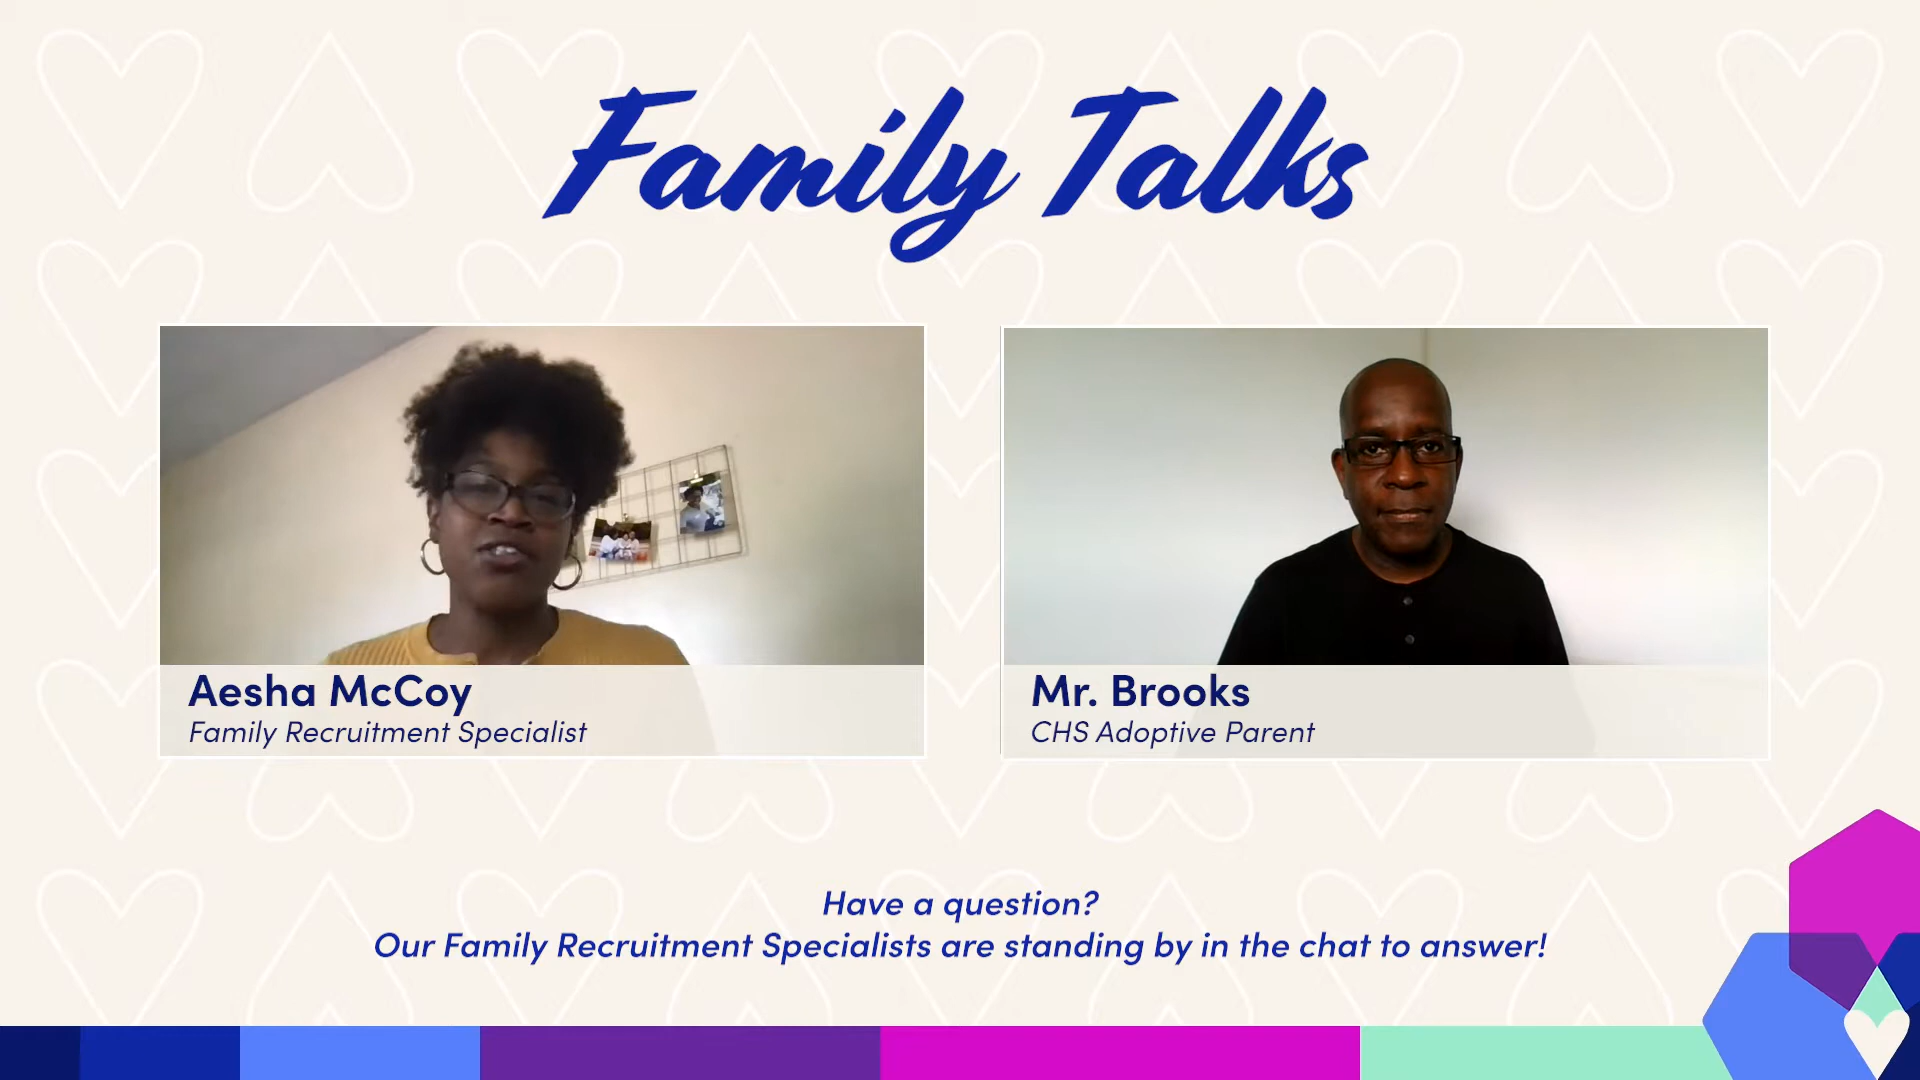 Family Talks
Aesha McCoy
Family Recruitment Specialist
Mr. Brooks
CHS Adoptive Parent
Have a question?
Our Family Recruitment Specialists are standing by in the chat to answer!